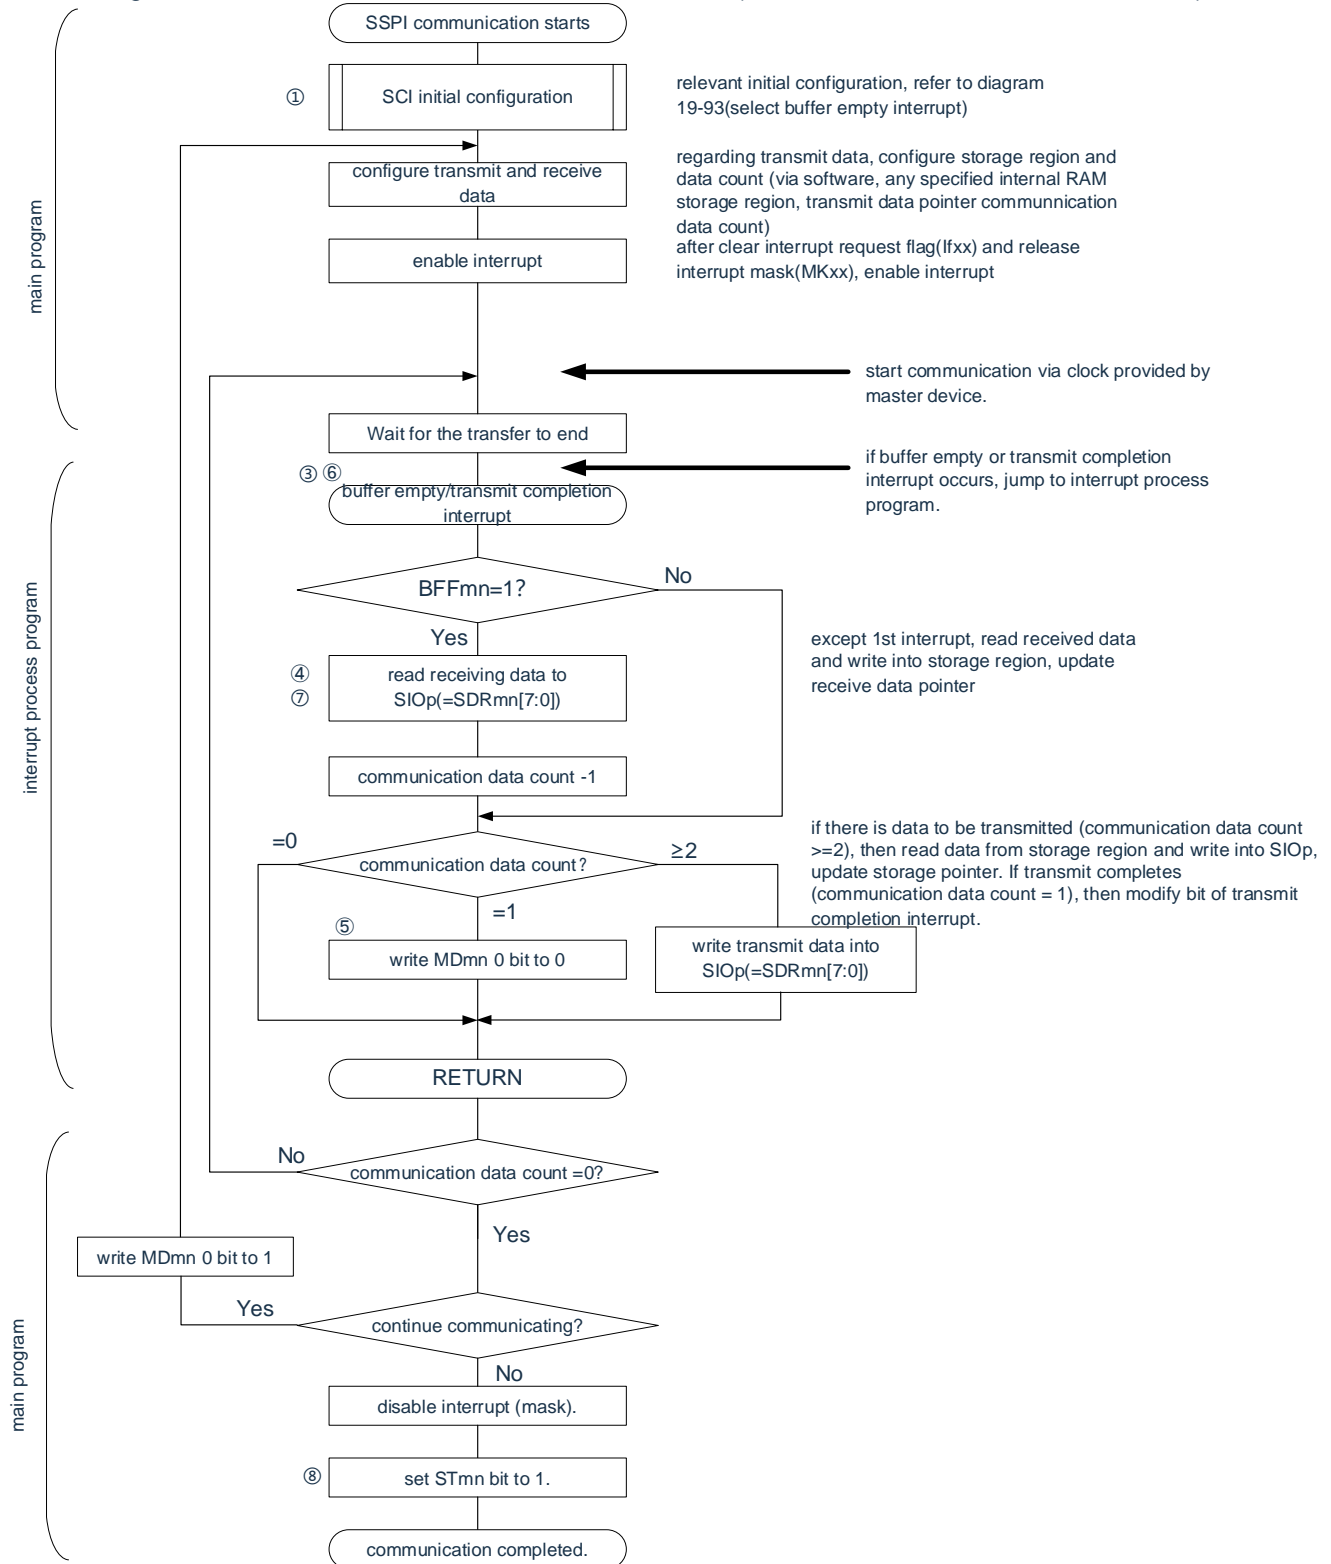 SSPI communication starts
①
SCI initial configuration
relevant initial configuration, refer to diagram
19-93(select buffer empty interrupt)
configure transmit and receive
data
regarding transmit data, configure storage region and
data count (via software, any specified internal RAM
storage region, transmit data pointer communnication
data count)
enable interrupt
after clear interrupt request flag(Ifxx) and release
interrupt mask(MKxx), enable interrupt
main program
start communication via clock provided by
master device.
Wait for the transfer to end
③ ⑥
if buffer empty or transmit completion
interrupt occurs, jump to interrupt process
program.
buffer empty/transmit completion
interrupt
BFFmn=1?
No
Yes
interrupt process program
④
⑦
read receiving data to
SIOp(=SDRmn[7:0])
except 1st interrupt, read received data
and write into storage region, update
receive data pointer
communication data count -1
=0
communication data count?
≥2
=1
if there is data to be transmitted (communication data count
>=2), then read data from storage region and write into SIOp,
update storage pointer. If transmit completes
(communication data count = 1), then modify bit of transmit
completion interrupt.
⑤
write MDmn 0 bit to 0
write transmit data into
SIOp(=SDRmn[7:0])
RETURN
No
communication data count =0?
Yes
write MDmn 0 bit to 1
Yes
continue communicating?
No
main program
disable interrupt (mask).
⑧
set STmn bit to 1.
communication completed.